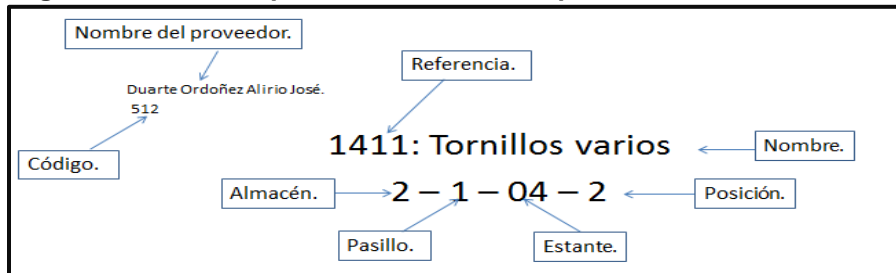 Nombre del proveedor.
Referencia.
Duarte Ordoñez Alirio José.
512
1411: Tornillos varios
Nombre.
Código.
Almacén.
2 – 1 – 04 – 2
Posición.
Pasillo.
Estante.